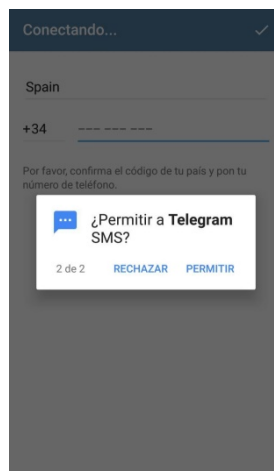 Conectando...
Spain
+34 --- --- ---
Por favor, confirma el código de tu país y pon tu
número de teléfono.
¿Permitir a Telegram
SMS?
2 de 2 RECHAZAR PERMITIR